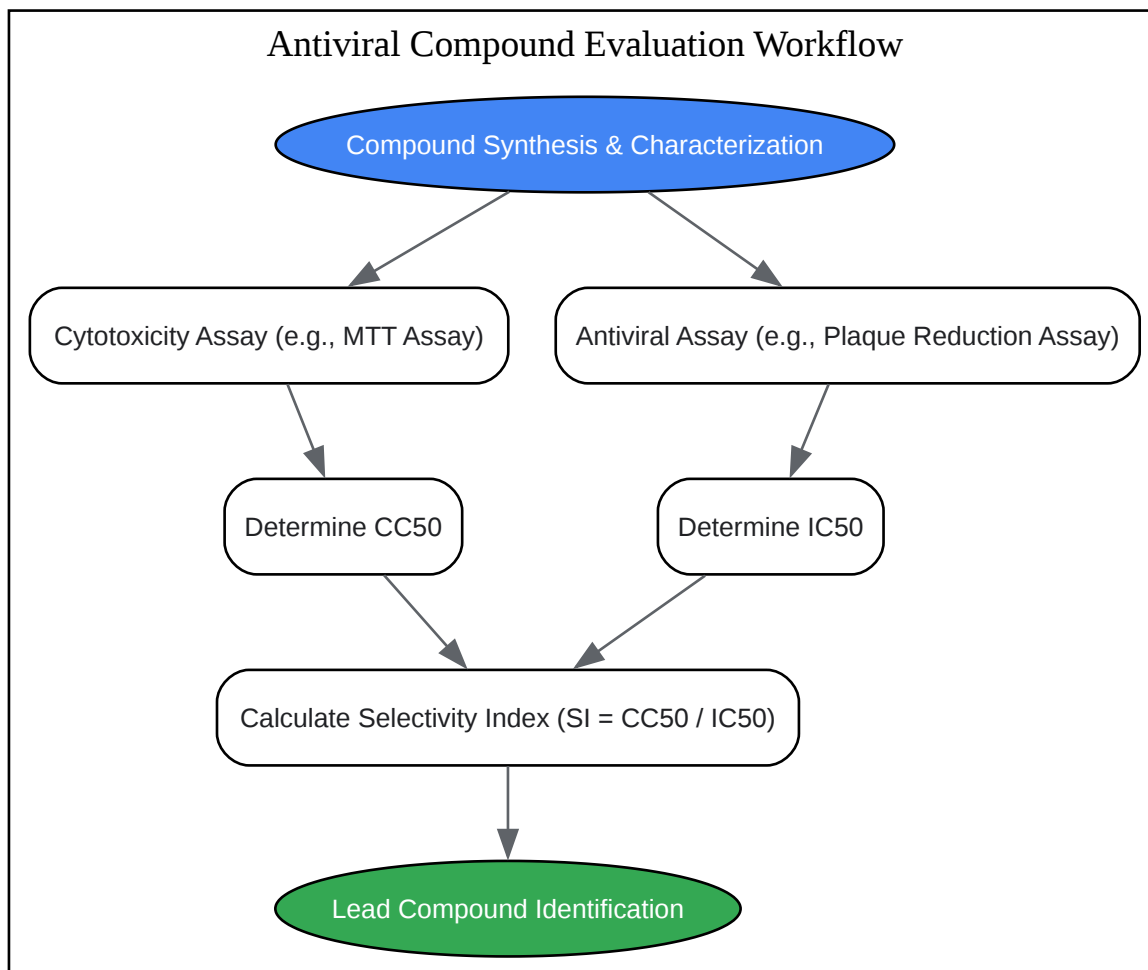 Antiviral Compound Evaluation Workflow
Compound Synthesis & Characterization
Cytotoxicity Assay (e.g., MTT Assay)
Antiviral Assay (e.g., Plaque Reduction Assay)
Determine CC50
Determine IC50
Calculate Selectivity Index (SI = CC50 / IC50)
Lead Compound Identification